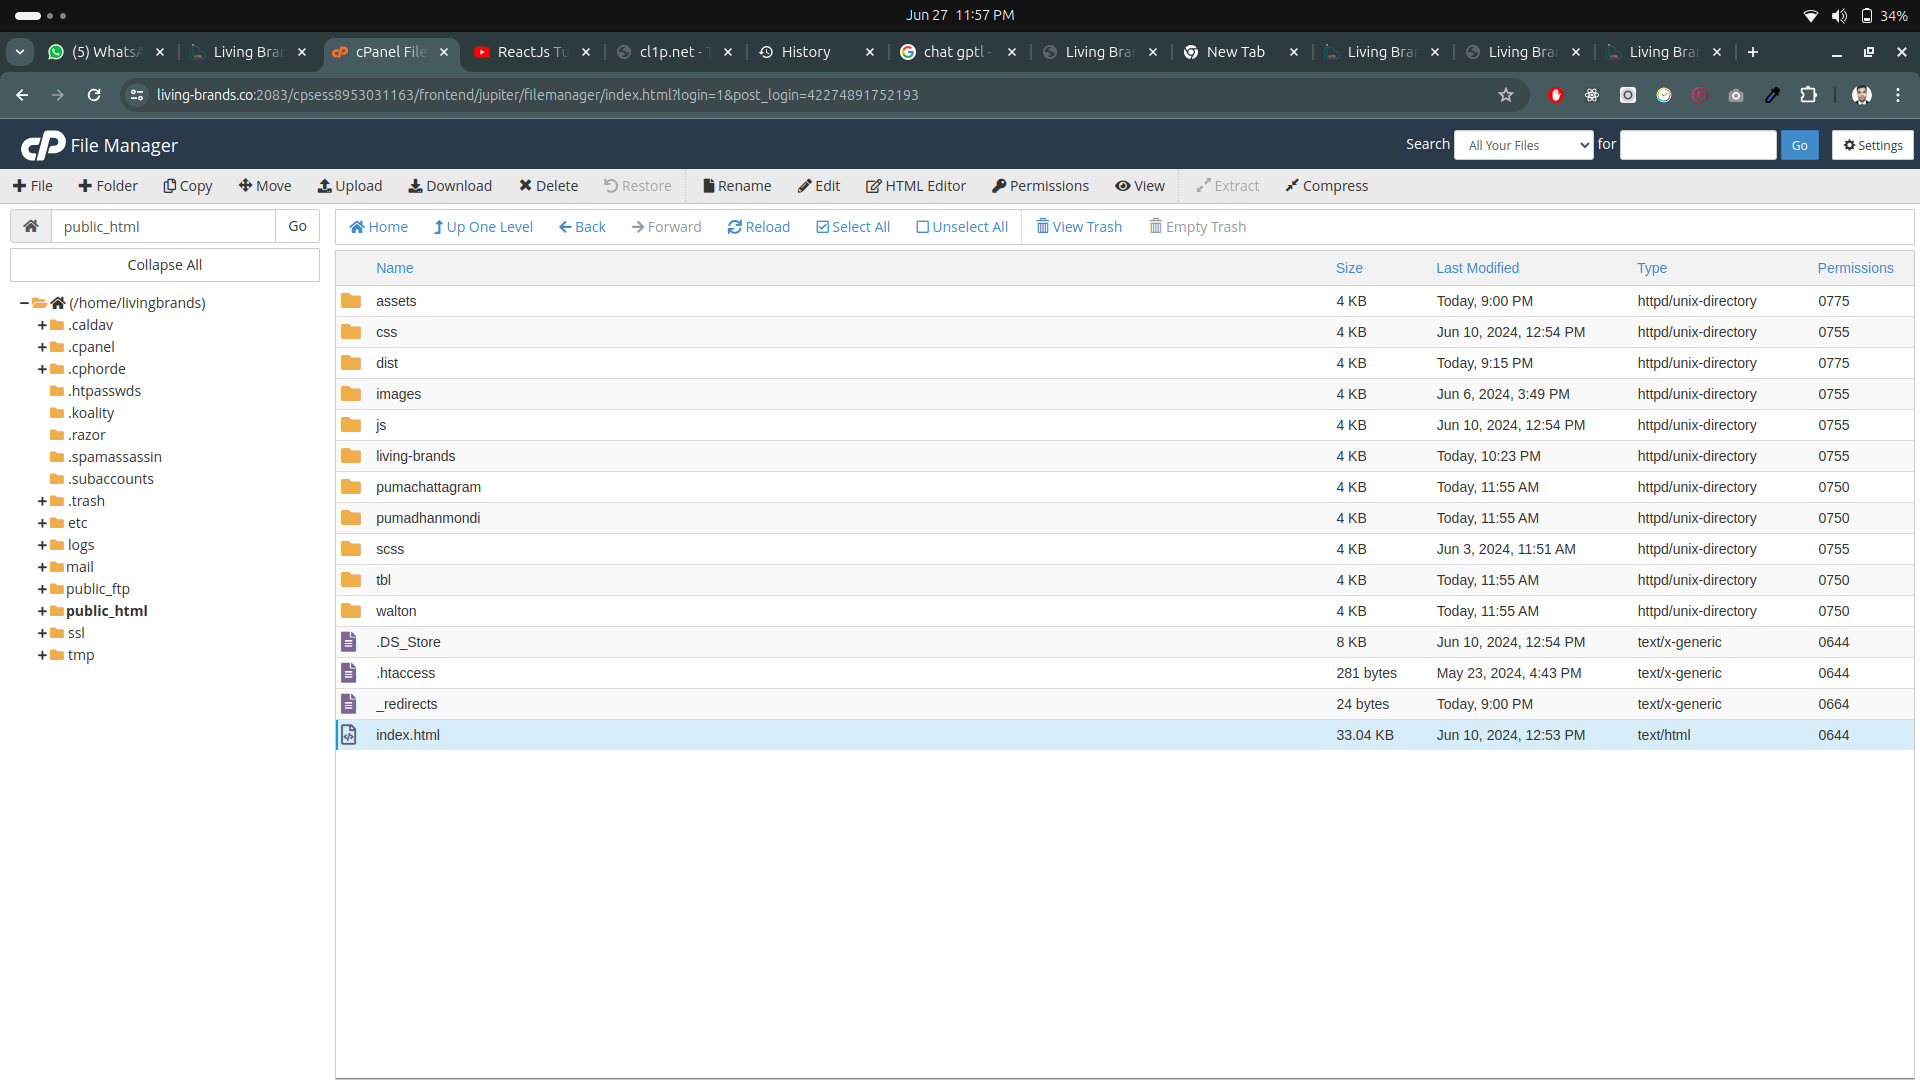 Jun 27 11:57 PM
34%
(5) WhatsA
Living Bran
cPanel File
ReactJs Tu
cl1p.net - T
History
chat gptl -
Living Bran
New Tab
Living Bran
Living Bran
Living Bran
living-brands.co:2083/cpsess8953031163/frontend/jupiter/filemanager/index.html?login=1&post_login=42274891752193
cP File Manager
Search All Your Files for Go Settings
File Folder Copy Move Upload Download Delete Restore Rename Edit HTML Editor Permissions View Extract Compress
public_html Go
Home Up One Level Back Forward Reload Select All Unselect All View Trash Empty Trash
Collapse All
(/home/livingbrands)
.caldav
.cpanel
.cphorde
.htpasswds
.koality
.razor
.spamassassin
.subaccounts
.trash
etc
logs
mail
public_ftp
public_html
ssl
tmp
Name Size Last Modified Type Permissions
assets 4 KB Today, 9:00 PM httpd/unix-directory 0775
css 4 KB Jun 10, 2024, 12:54 PM httpd/unix-directory 0755
dist 4 KB Today, 9:15 PM httpd/unix-directory 0775
images 4 KB Jun 6, 2024, 3:49 PM httpd/unix-directory 0755
js 4 KB Jun 10, 2024, 12:54 PM httpd/unix-directory 0755
living-brands 4 KB Today, 10:23 PM httpd/unix-directory 0755
pumachattagram 4 KB Today, 11:55 AM httpd/unix-directory 0750
pumadhanmondi 4 KB Today, 11:55 AM httpd/unix-directory 0750
scss 4 KB Jun 3, 2024, 11:51 AM httpd/unix-directory 0755
tbl 4 KB Today, 11:55 AM httpd/unix-directory 0750
walton 4 KB Today, 11:55 AM httpd/unix-directory 0750
.DS_Store 8 KB Jun 10, 2024, 12:54 PM text/x-generic 0644
.htaccess 281 bytes May 23, 2024, 4:43 PM text/x-generic 0644
_redirects 24 bytes Today, 9:00 PM text/x-generic 0664
index.html 33.04 KB Jun 10, 2024, 12:53 PM text/html 0644